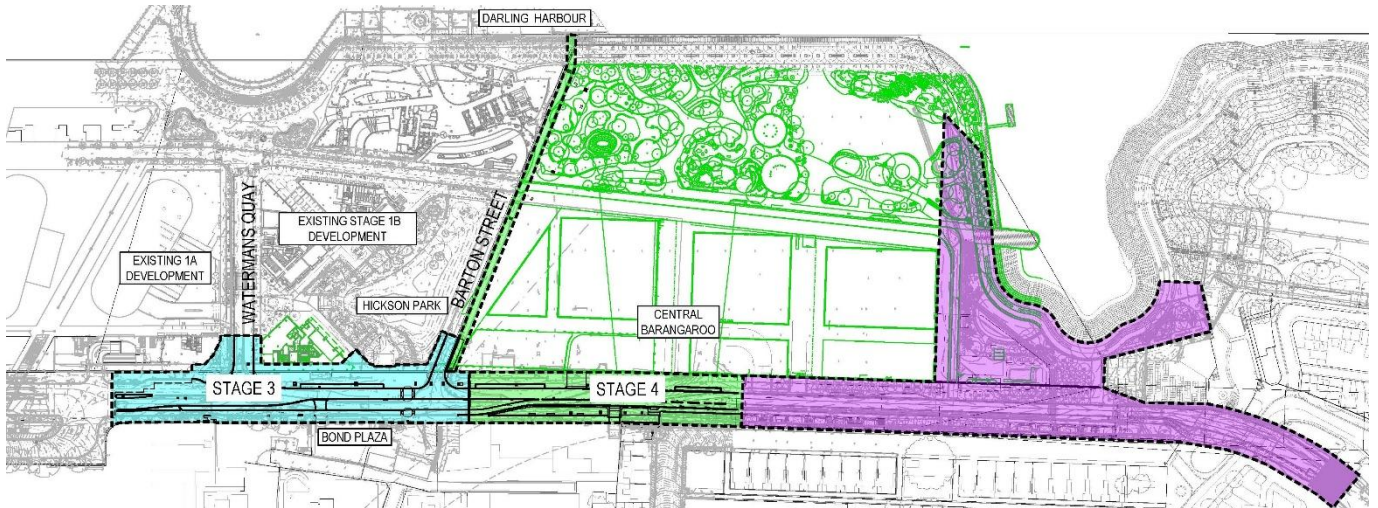 DARLING HARBOUR
WATERMANS QUAY
EXISTING STAGE 1B
DEVELOPMENT
BARTON STREET
EXISTING 1A
DEVELOPMENT
HICKSON PARK
CENTRAL
BARANGAROO
STAGE 3
STAGE 4
BOND PLAZA